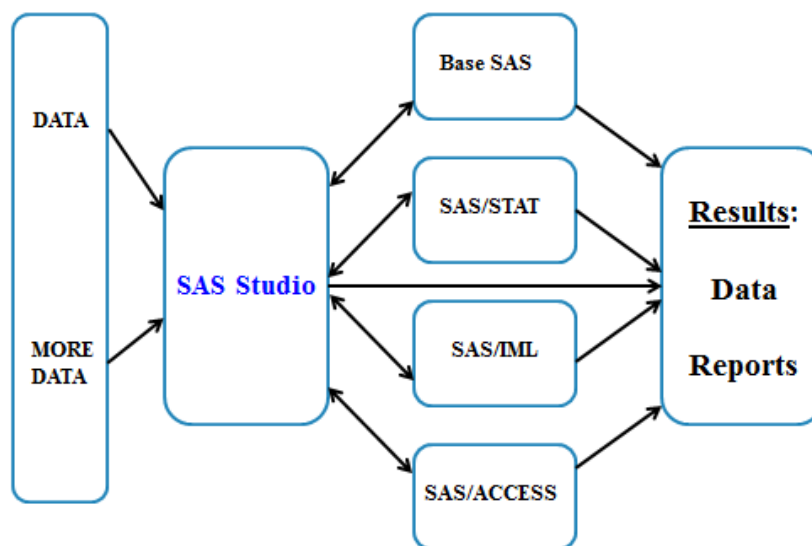 DATA
MORE
DATA
SAS Studio
Base SAS
SAS/STAT
SAS/IML
SAS/ACCESS
Results:
Data
Reports